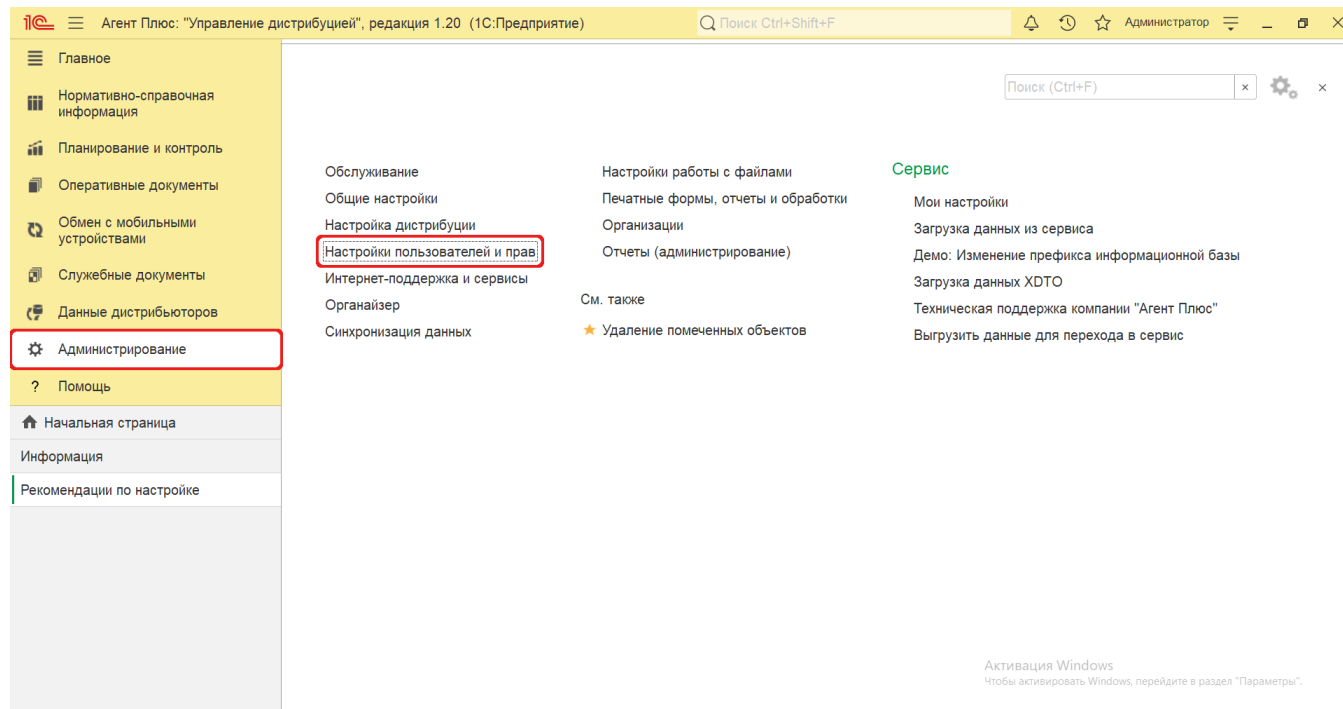 1С Агент Плюс: "Управление дистрибуцией", редакция 1.20 (1С:Предприятие) Поиск Ctrl+Shift+F Администратор
Главное
Нормативно-справочная
информация
Планирование и контроль
Оперативные документы
Обмен с мобильными
устройствами
Служебные документы
Данные дистрибьюторов
Администрирование
? Помощь
Начальная страница
Информация
Рекомендации по настройке
Поиск (Ctrl+F) × ×
Обслуживание
Общие настройки
Настройка дистрибуции
Настройки пользователей и прав
Интернет-поддержка и сервисы
Органайзер
Синхронизация данных
Настройки работы с файлами
Печатные формы, отчеты и обработки
Организации
Отчеты (администрирование)
См. также
Удаление помеченных объектов
Сервис
Мои настройки
Загрузка данных из сервиса
Демо: Изменение префикса информационной базы
Загрузка данных XDTO
Техническая поддержка компании "Агент Плюс"
Выгрузить данные для перехода в сервис
Активация Windows
Чтобы активировать Windows, перейдите в раздел "Параметры".